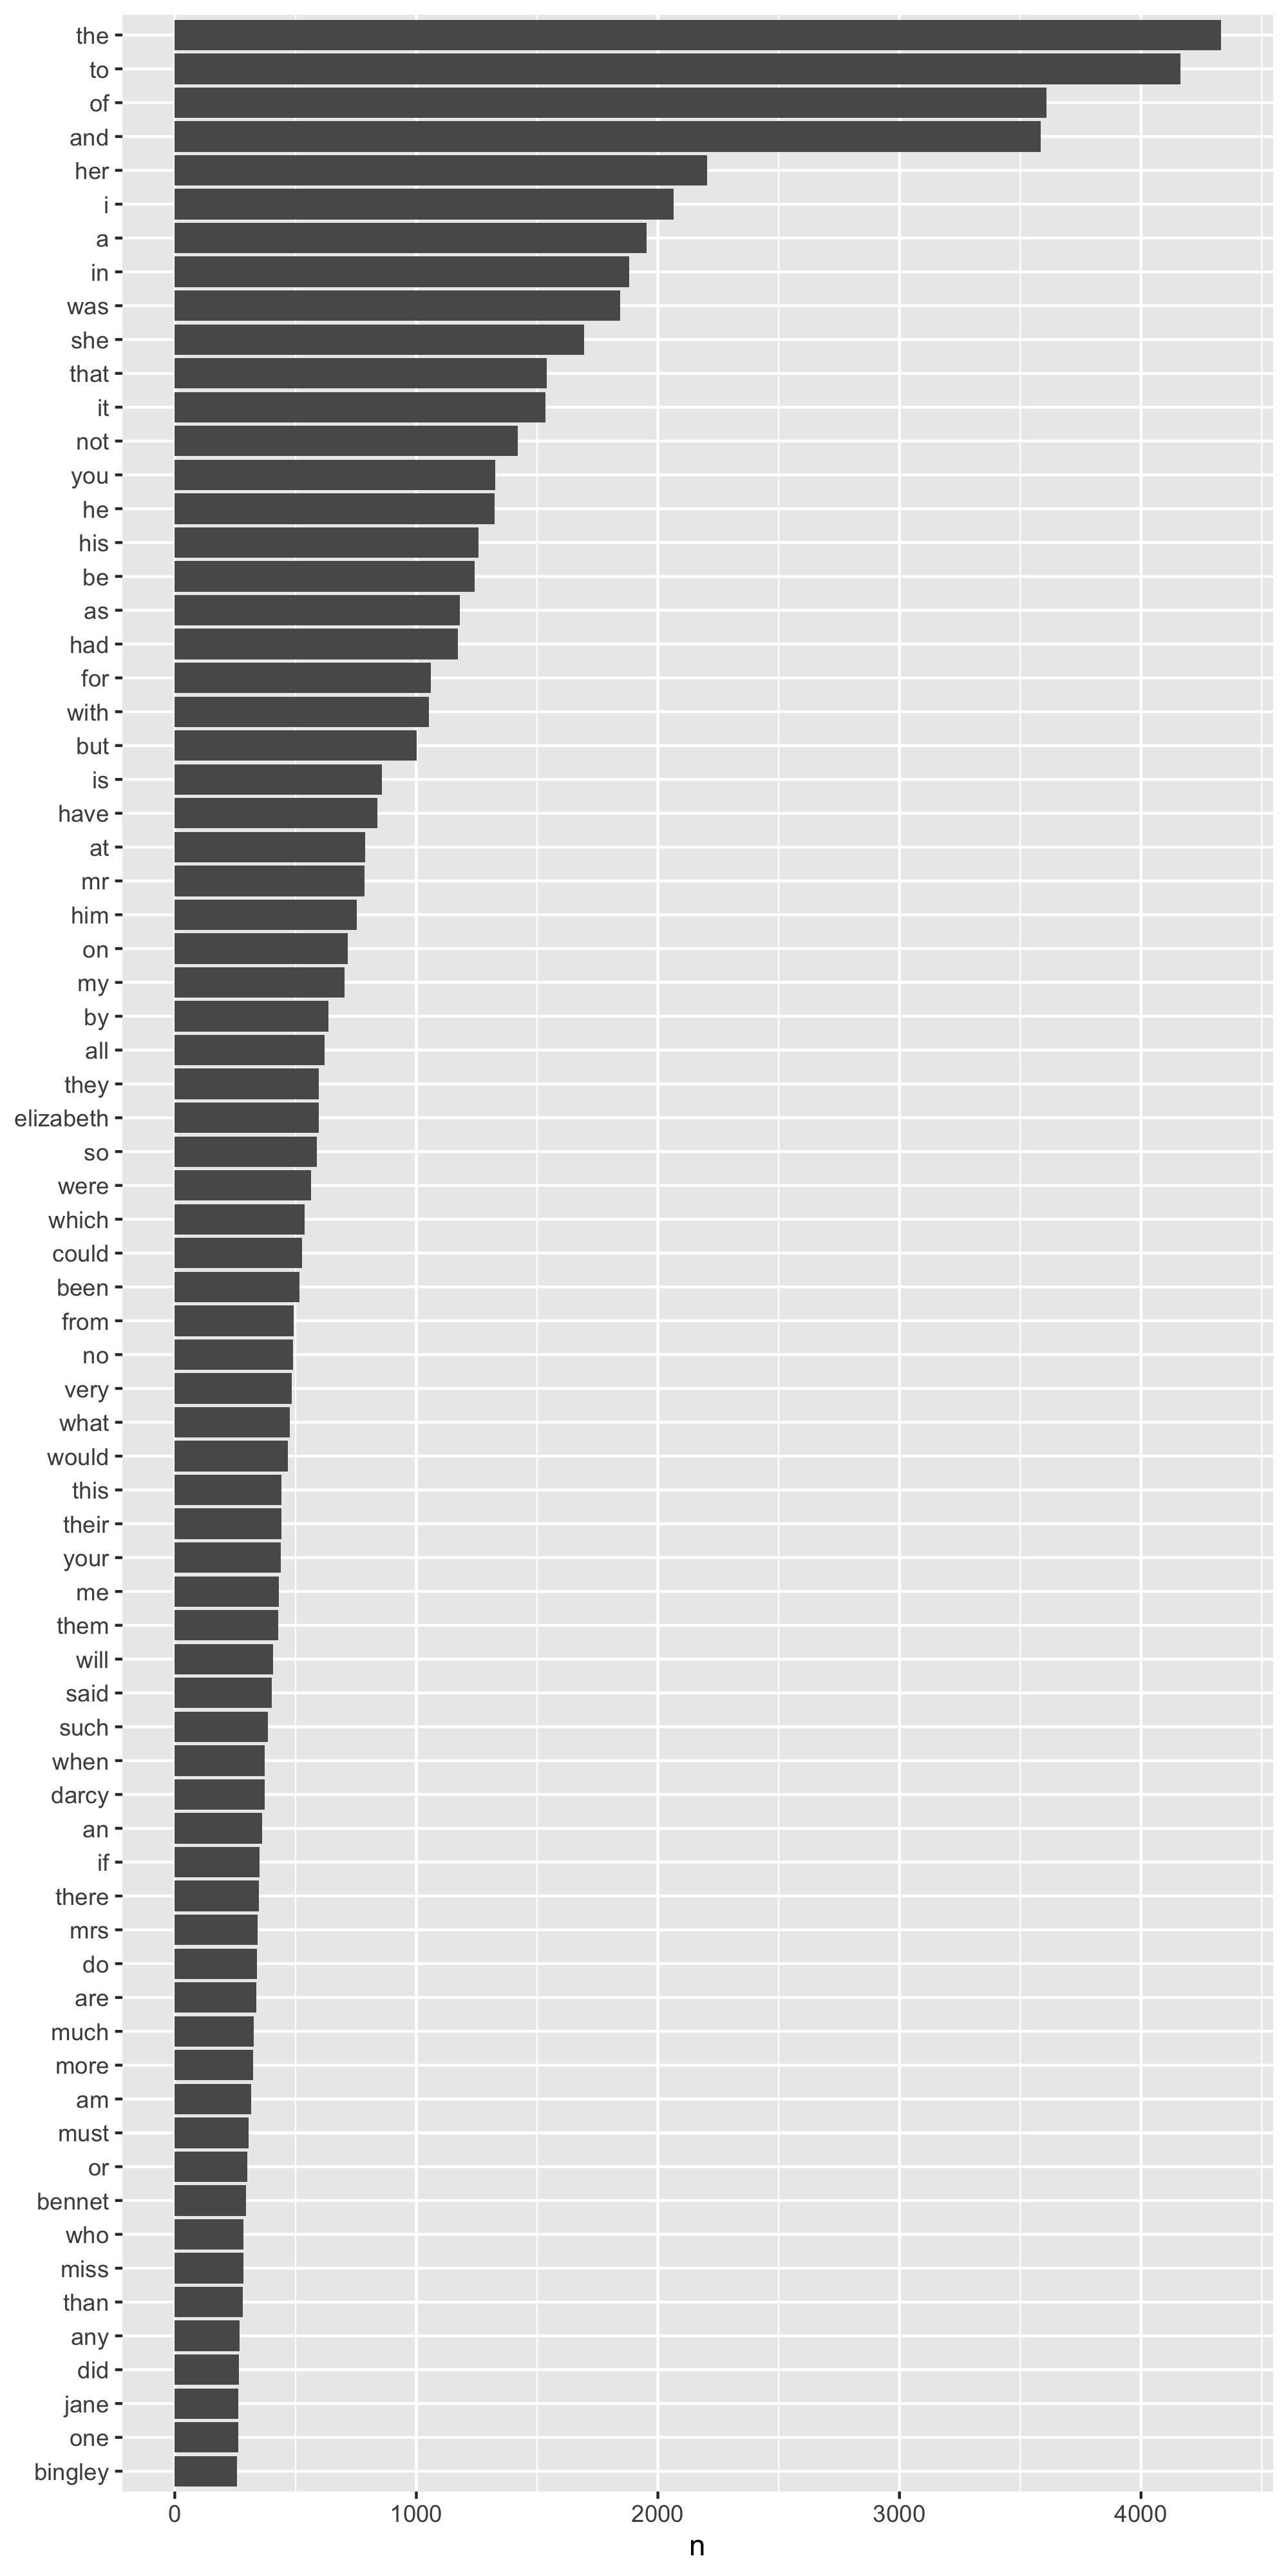 the
to
of
and
her
i
a
in
was
she
that
it
not
you
he
his
be
as
had
for
with
but
is
have
at
mr
him
on
my
by
all
they
elizabeth
so
were
which
could
been
from
no
very
what
would
this
their
your
me
them
will
said
such
when
darcy
an
if
there
mrs
do
are
much
more
am
must
or
bennet
who
miss
than
any
did
jane
one
bingley
0 1000 2000 3000 4000
n